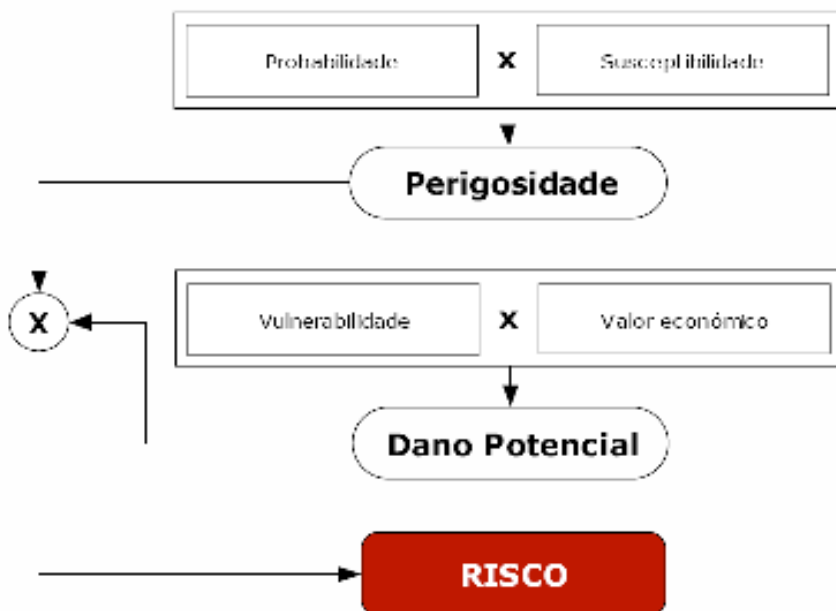 Probabilidade X Susceptibilidade
Perigosidade
X
Vulnerabilidade X Valor económico
Dano Potencial
RISCO